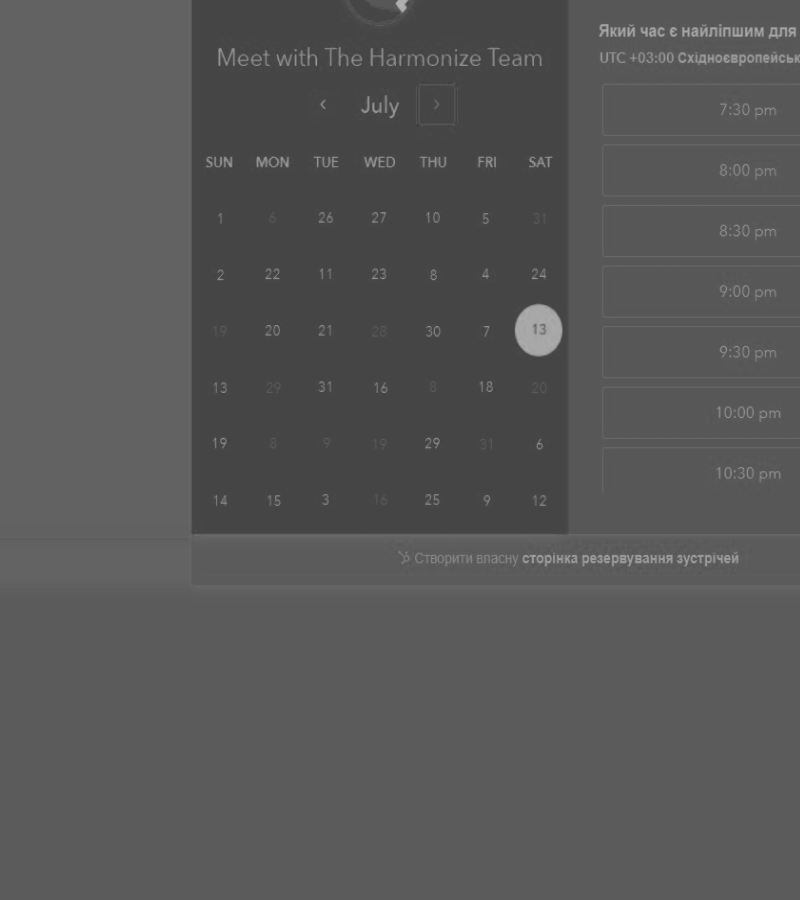 Meet with The Harmonize Team
‹ July ›
SUN MON TUE WED THU FRI SAT
1 6 26 27 10 5 31
2 22 11 23 8 4 24
19 20 21 28 30 7 13
13 29 31 16 8 18 20
19 8 9 19 29 31 6
14 15 3 16 25 9 12
Який час є найліпшим для
UTC +03:00 Східноєвропейськ
7:30 pm
8:00 pm
8:30 pm
9:00 pm
9:30 pm
10:00 pm
10:30 pm
Створити власну сторінка резервування зустрічей